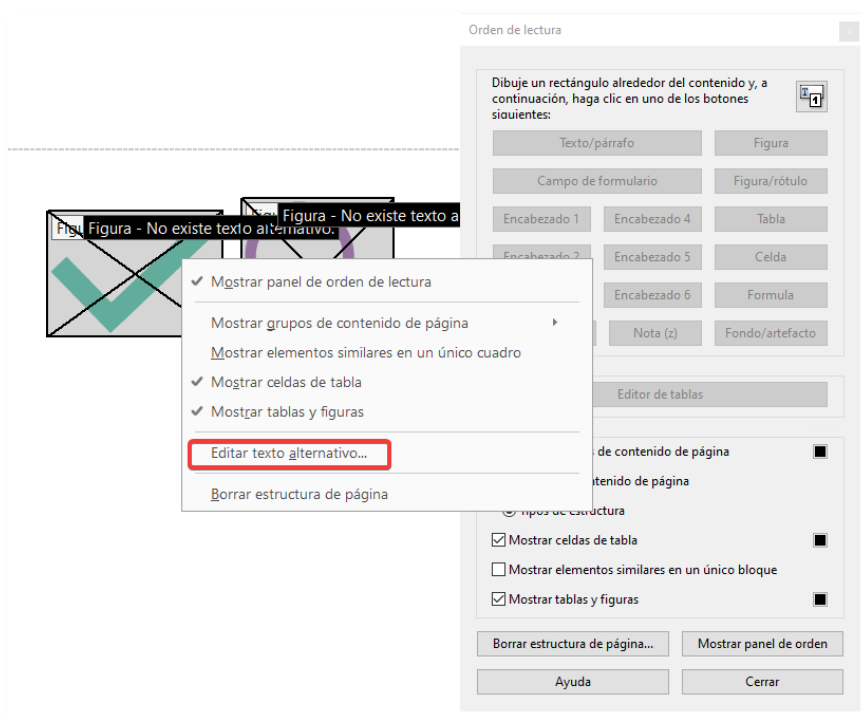 Orden de lectura
Dibuje un rectángulo alrededor del contenido y, a
continuación, haga clic en uno de los botones
siguientes:
Texto/párrafo
Figura
Campo de formulario
Figura/rótulo
Encabezado 1
Encabezado 4
Tabla
Encabezado 2
Encabezado 5
Celda
Encabezado 6
Formula
Nota (z)
Fondo/artefacto
Editor de tablas
de contenido de página
ntenido de página
Tipos de estructura
Mostrar celdas de tabla
Mostrar elementos similares en un único bloque
Mostrar tablas y figuras
Borrar estructura de página...
Mostrar panel de orden
Ayuda
Cerrar
Figura - No existe texto alternativo.
Figura - No existe texto a
Mostrar panel de orden de lectura
Mostrar grupos de contenido de página
Mostrar elementos similares en un único cuadro
Mostrar celdas de tabla
Mostrar tablas y figuras
Editar texto alternativo...
Borrar estructura de página